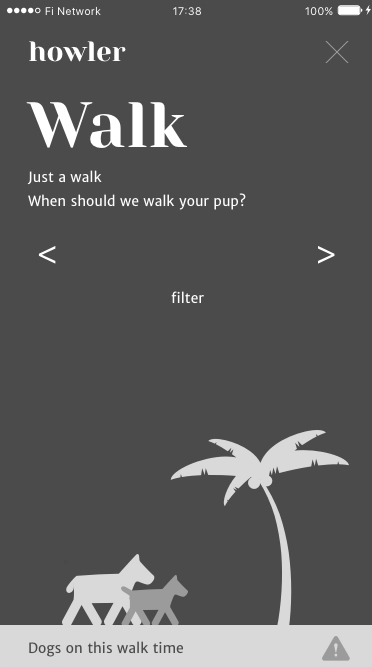 ●●●●○ Fi Network 17:38 100%
howler
Walk
Just a walk
When should we walk your pup?
< >
filter
Dogs on this walk time
!